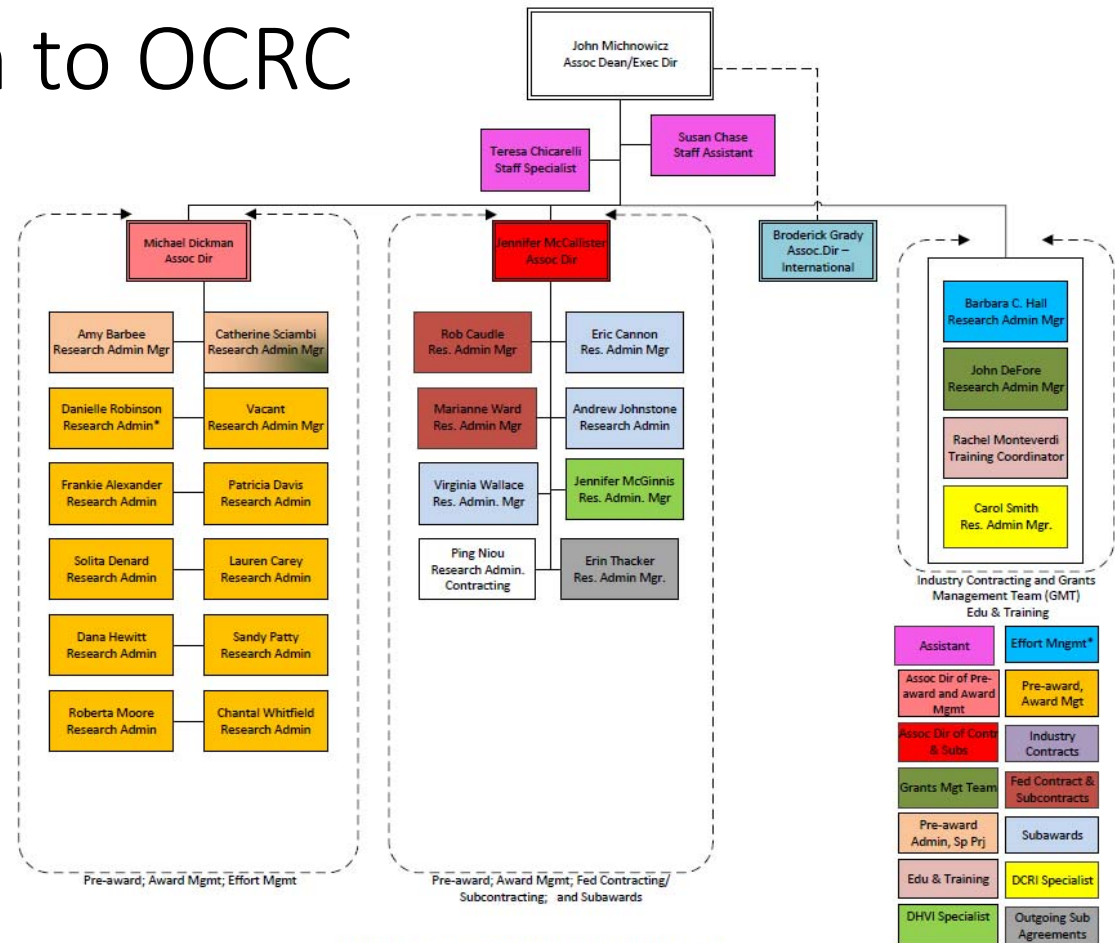 to OCRC
John Michnowicz
Assoc Dean/Exec Dir
Teresa Chicarelli
Staff Specialist
Susan Chase
Staff Assistant
Michael Dickman
Assoc Dir
Jennifer McCallister
Assoc Dir
Broderick Grady
Assoc.Dir –
International
Amy Barbee
Research Admin Mgr
Catherine Sciambi
Research Admin Mgr
Danielle Robinson
Research Admin*
Vacant
Research Admin Mgr
Frankie Alexander
Research Admin
Patricia Davis
Research Admin
Solita Denard
Research Admin
Lauren Carey
Research Admin
Dana Hewitt
Research Admin
Sandy Patty
Research Admin
Roberta Moore
Research Admin
Chantal Whitfield
Research Admin
Pre-award; Award Mgmt; Effort Mgmt
Rob Caudle
Res. Admin Mgr
Eric Cannon
Res. Admin Mgr
Marianne Ward
Res. Admin Mgr
Andrew Johnstone
Research Admin
Virginia Wallace
Res. Admin. Mgr
Jennifer McGinnis
Res. Admin. Mgr
Ping Niou
Research Admin.
Contracting
Erin Thacker
Res. Admin Mgr.
Pre-award; Award Mgmt; Fed Contracting/
Subcontracting; and Subawards
Barbara C. Hall
Research Admin Mgr
John DeFore
Research Admin Mgr
Rachel Monteverdi
Training Coordinator
Carol Smith
Res. Admin Mgr.
Industry Contracting and Grants
Management Team (GMT)
Edu & Training
Assistant
Effort Mngmt*
Assoc Dir of Pre-
award and Award
Mgmt
Pre-award,
Award Mgt
Assoc Dir of Contr
& Subs
Industry
Contracts
Grants Mgt Team
Fed Contract &
Subcontracts
Pre-award
Admin, Sp Prj
Subawards
Edu & Training
DCRI Specialist
DHVI Specialist
Outgoing Sub
Agreements